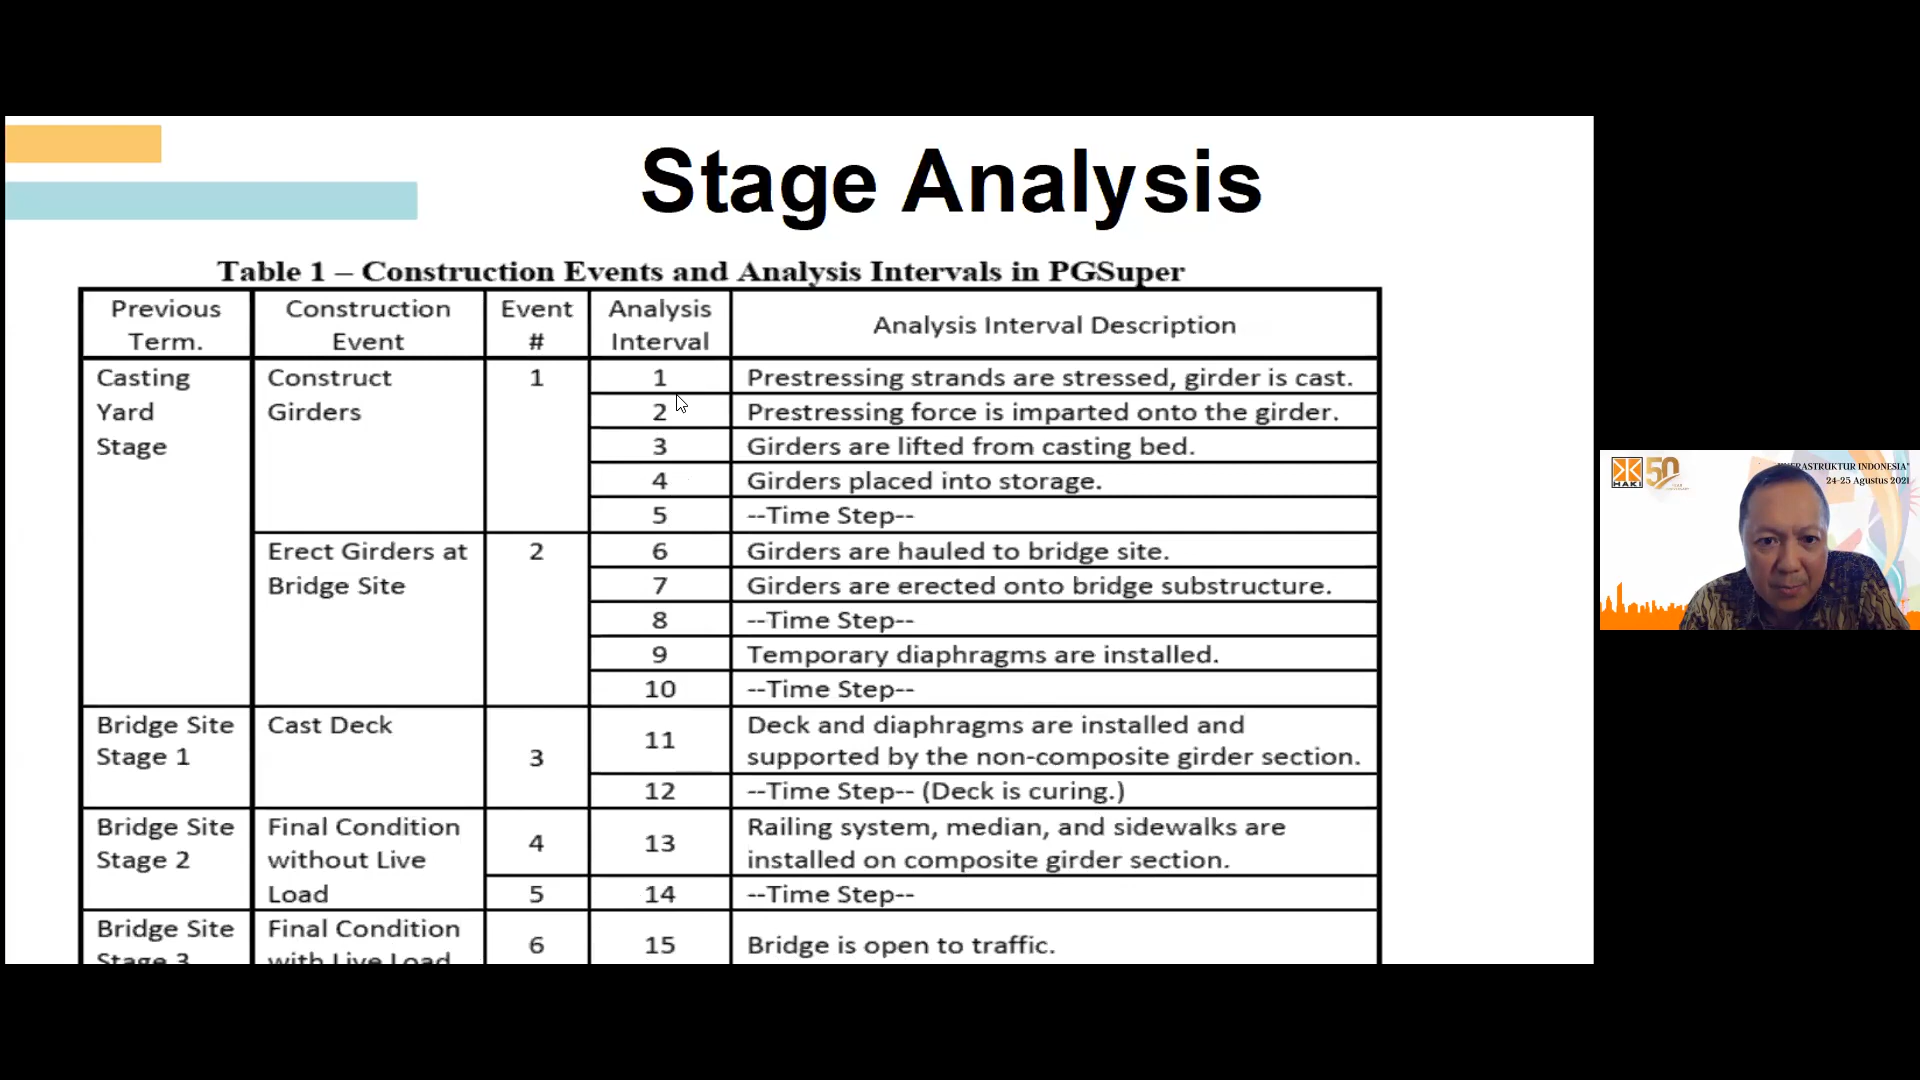 Stage Analysis
Table 1 – Construction Events and Analysis Intervals in PGSuper
Previous Term. Construction Event Event # Analysis Interval Analysis Interval Description
Casting Yard Stage Construct Girders 1 1 Prestressing strands are stressed, girder is cast.
2 Prestressing force is imparted onto the girder.
3 Girders are lifted from casting bed.
4 Girders placed into storage.
5 --Time Step--
Erect Girders at Bridge Site 2 6 Girders are hauled to bridge site.
7 Girders are erected onto bridge substructure.
8 --Time Step--
9 Temporary diaphragms are installed.
10 --Time Step--
Bridge Site Stage 1 Cast Deck 3 11 Deck and diaphragms are installed and supported by the non-composite girder section.
12 --Time Step-- (Deck is curing.)
Bridge Site Stage 2 Final Condition without Live Load 4 13 Railing system, median, and sidewalks are installed on composite girder section.
5 14 --Time Step--
Bridge Site Stage 3 Final Condition with Live Load 6 15 Bridge is open to traffic.
HAKI 50
INDONESIA"
24-25 Agustus 2021